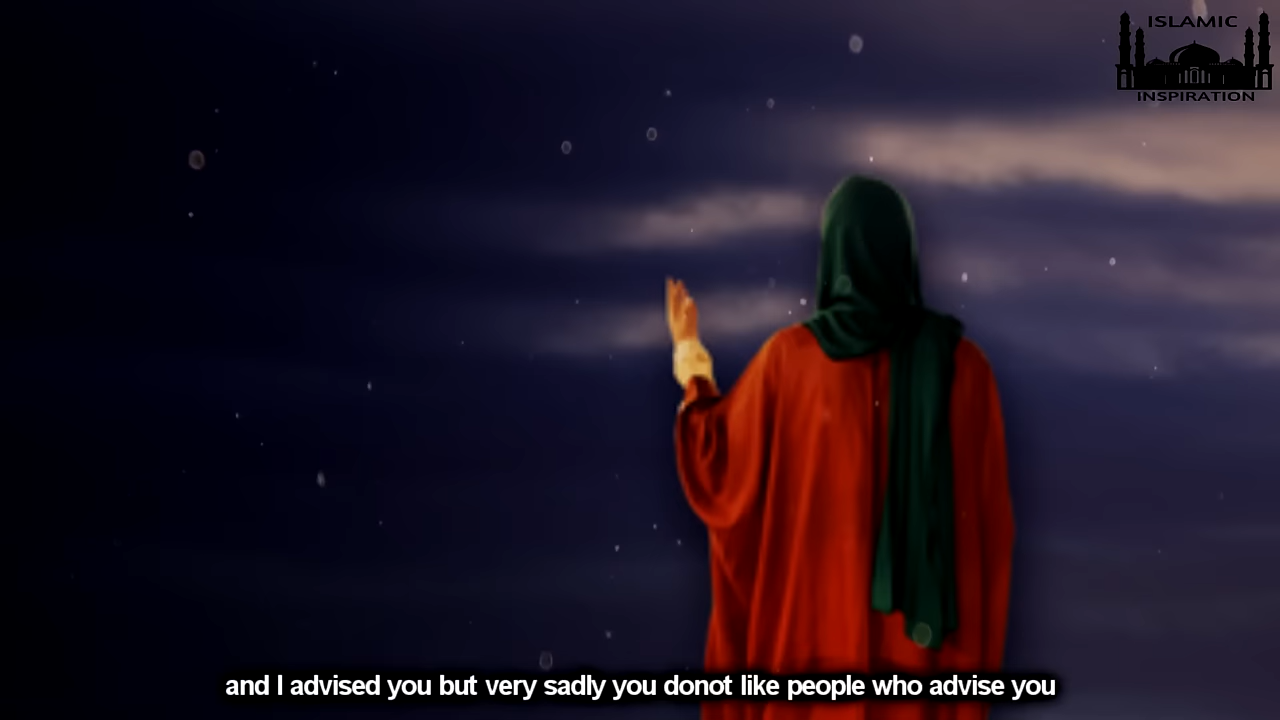 ISLAMIC
INSPIRATION
and I advised you but very sadly you donot like people who advise you